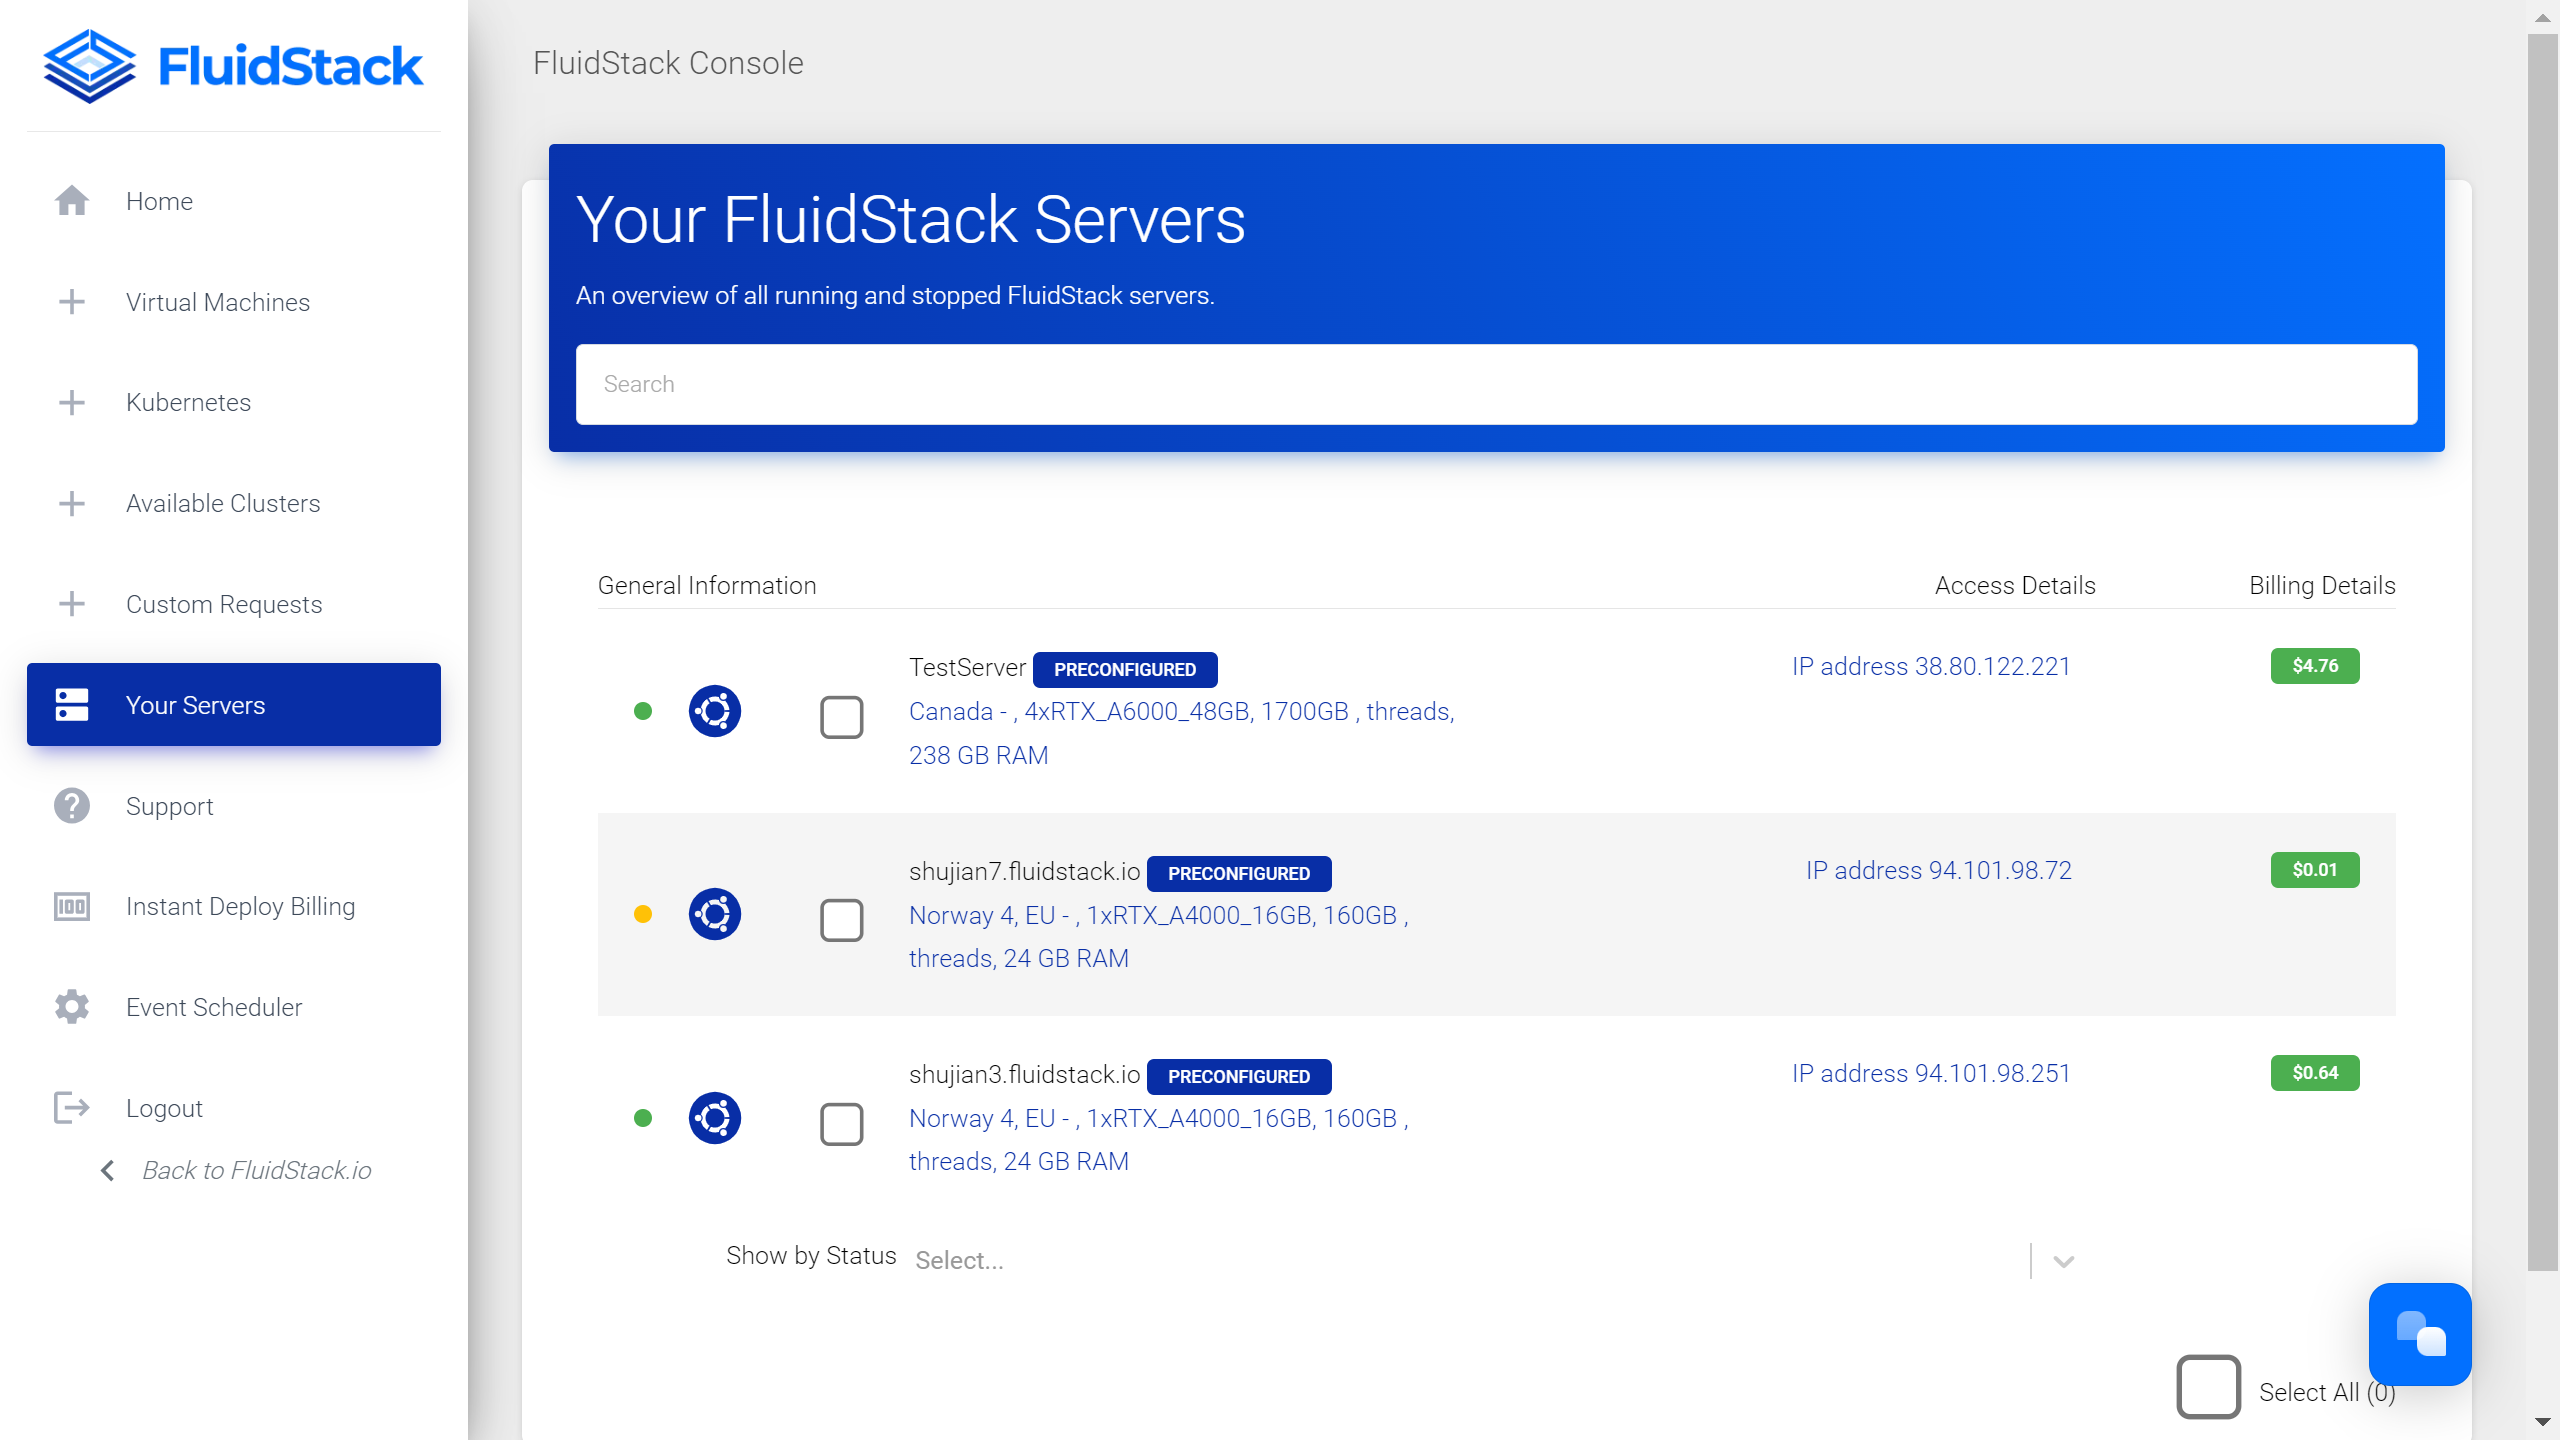 FluidStack
Home
Virtual Machines
Kubernetes
Available Clusters
Custom Requests
Your Servers
Support
Instant Deploy Billing
Event Scheduler
Logout
Back to FluidStack.io
FluidStack Console
Your FluidStack Servers
An overview of all running and stopped FluidStack servers.
Search
General Information Access Details Billing Details
TestServer PRECONFIGURED IP address 38.80.122.221 $4.76
Canada - , 4xRTX_A6000_48GB, 1700GB , threads,
238 GB RAM
shujian7.fluidstack.io PRECONFIGURED IP address 94.101.98.72 $0.01
Norway 4, EU - , 1xRTX_A4000_16GB, 160GB ,
threads, 24 GB RAM
shujian3.fluidstack.io PRECONFIGURED IP address 94.101.98.251 $0.64
Norway 4, EU - , 1xRTX_A4000_16GB, 160GB ,
threads, 24 GB RAM
Show by Status Select...
Select All (0)